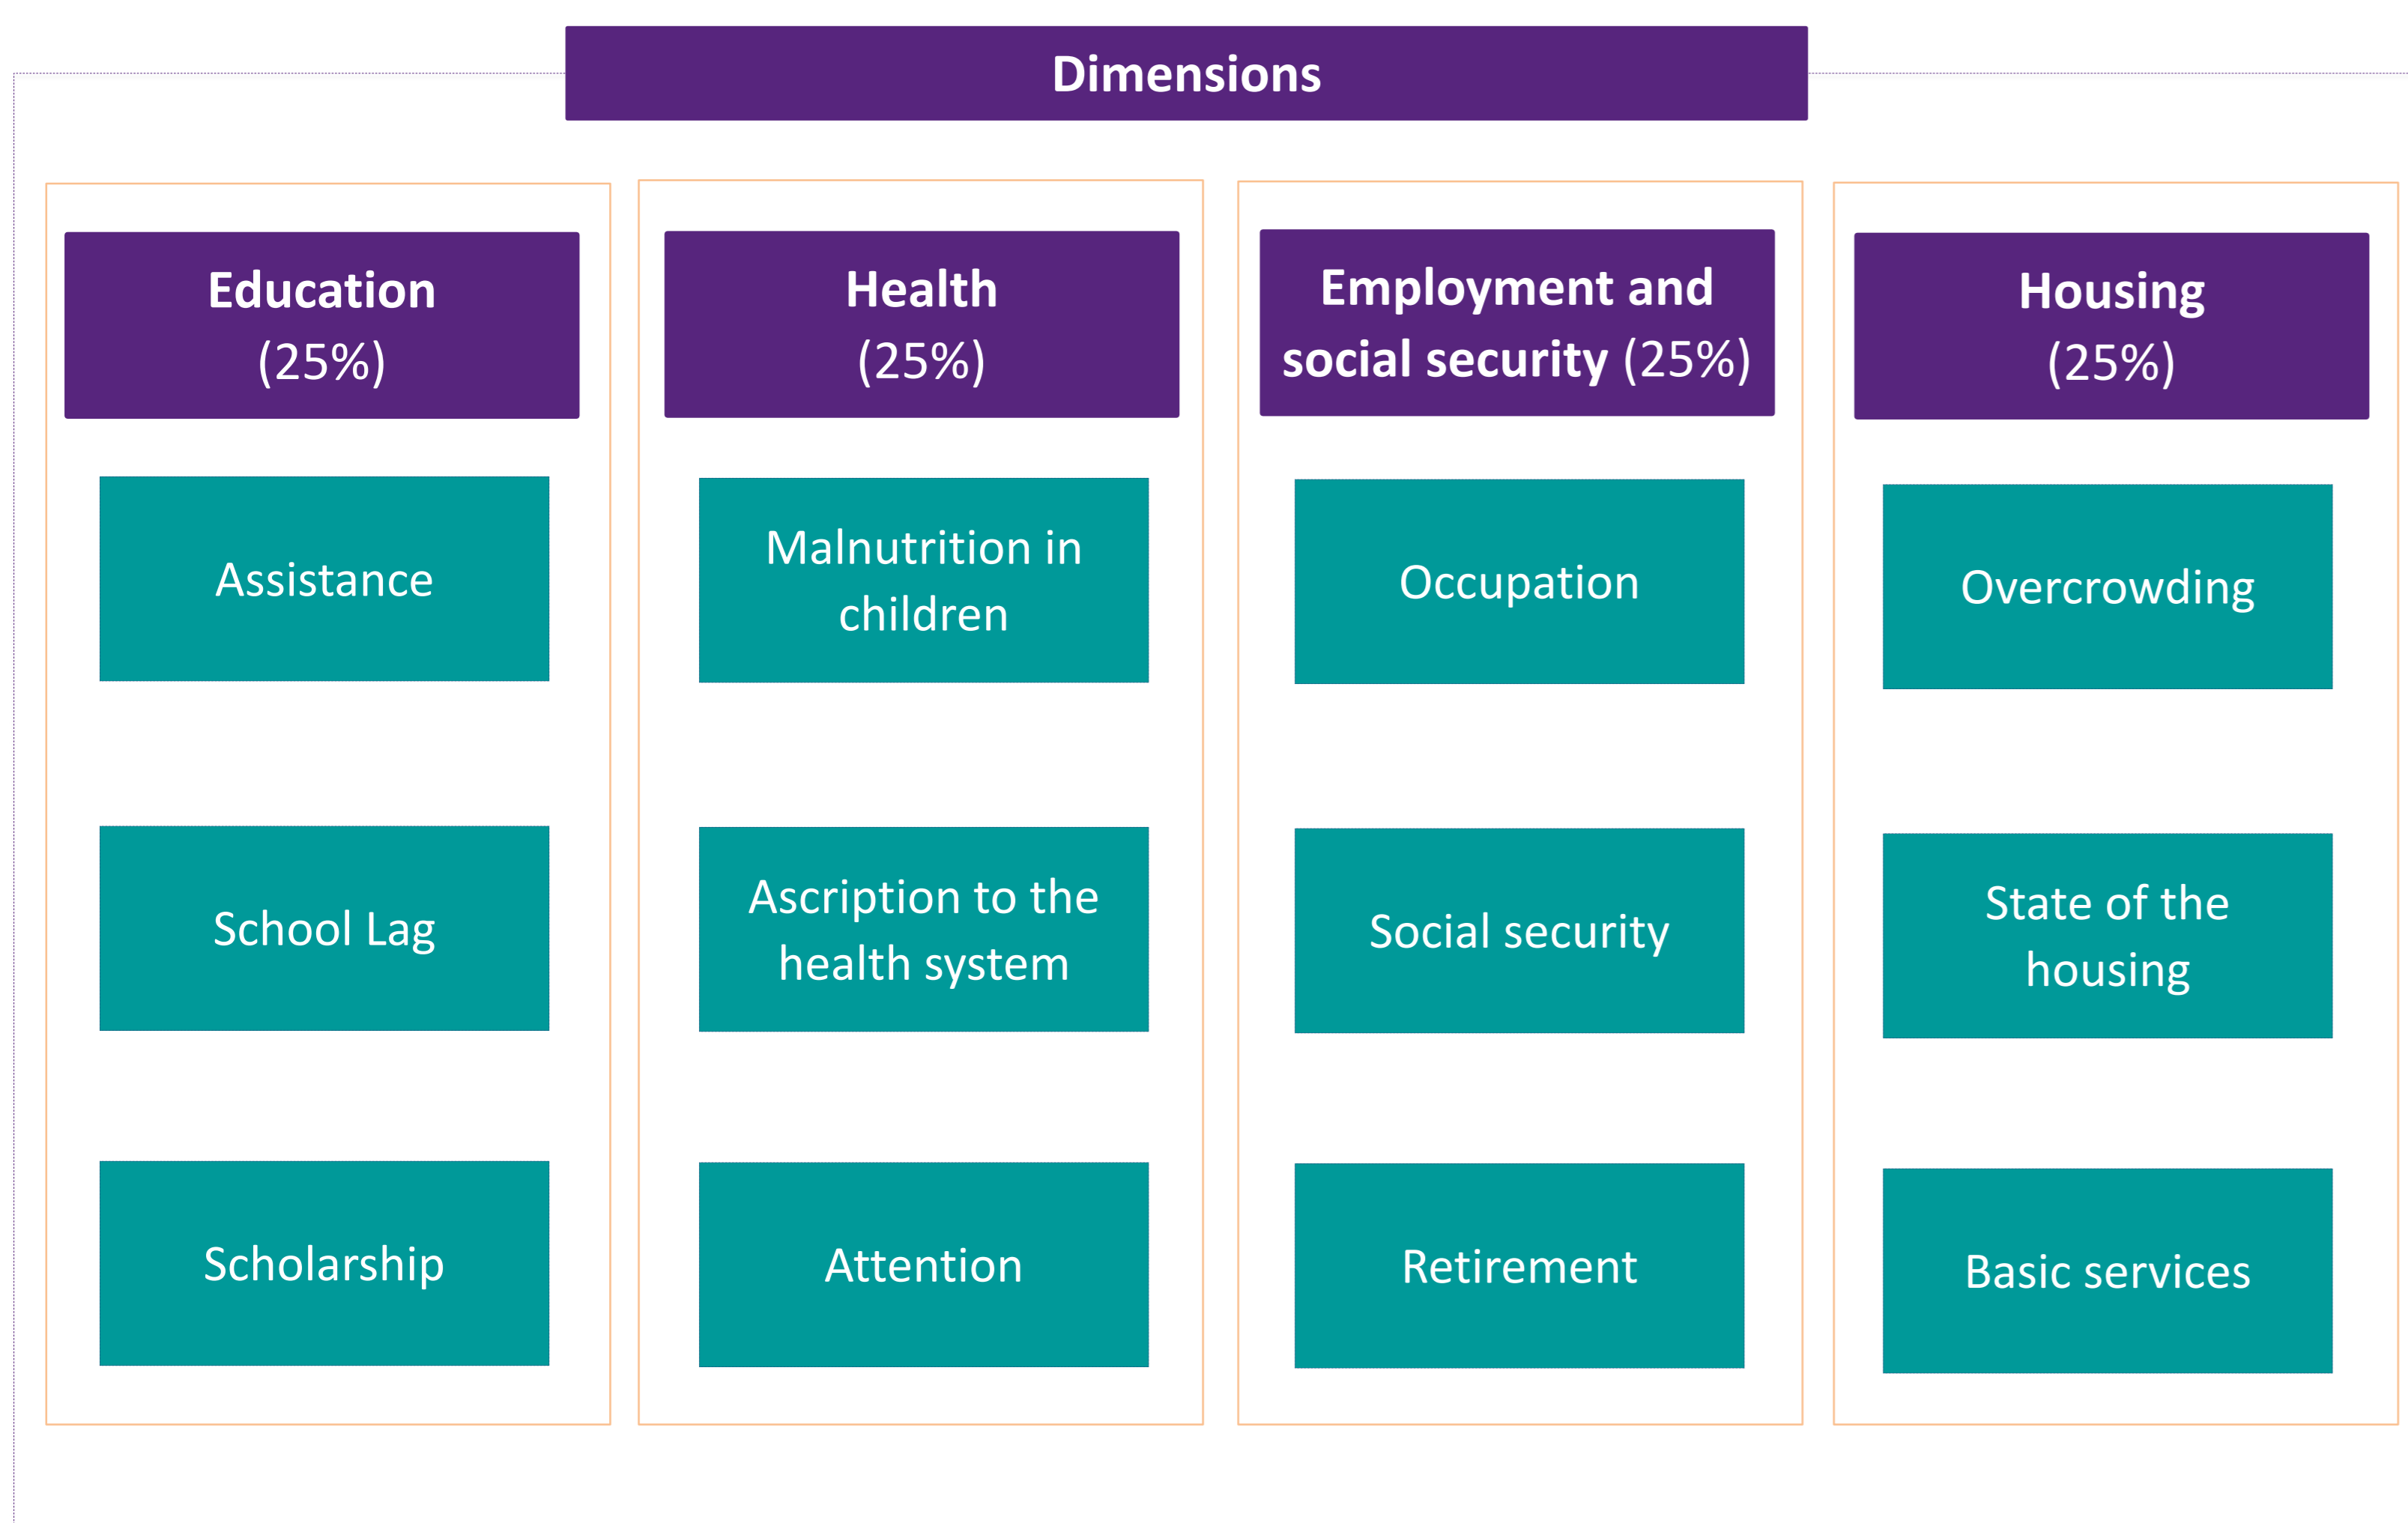 Dimensions
Education
(25%)
Assistance
School Lag
Scholarship
Health
(25%)
Malnutrition in
children
Ascription to the
health system
Attention
Employment and
social security (25%)
Occupation
Social security
Retirement
Housing
(25%)
Overcrowding
State of the
housing
Basic services